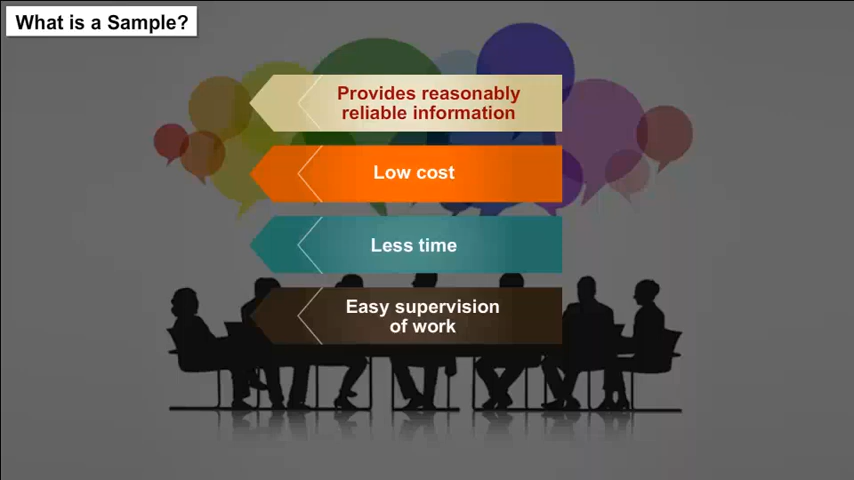 What is a Sample?
Provides reasonably
reliable information
Low cost
Less time
Easy supervision
of work